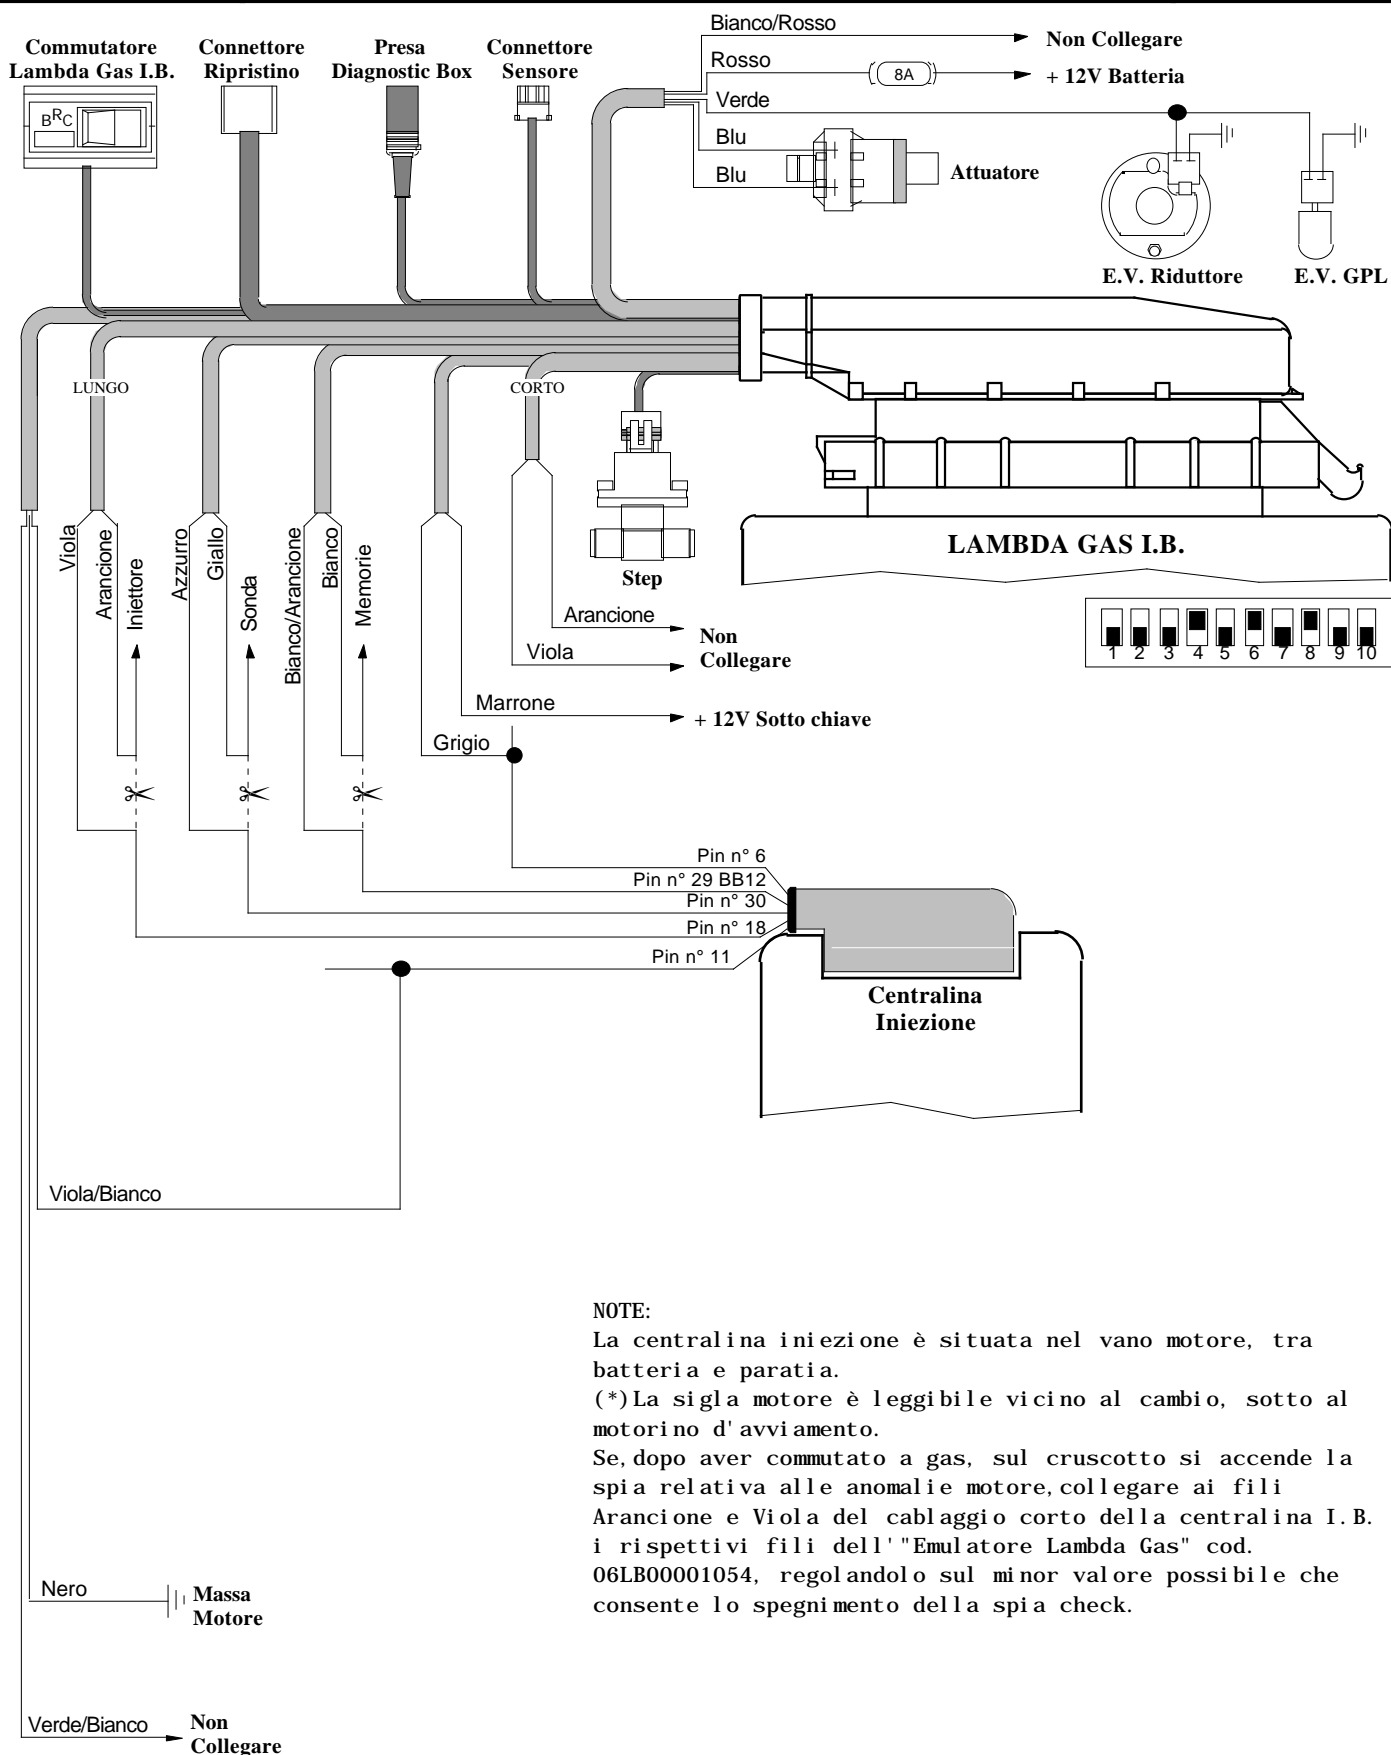 Commutatore
Lambda Gas I.B.
Connettore
Ripristino
Presa
Diagnostic Box
Connettore
Sensore
Bianco/Rosso
Non Collegare
Rosso
8A
+ 12V Batteria
Verde
Blu
Blu
Attuatore
BRC
E.V. Riduttore
E.V. GPL
LUNGO
CORTO
LAMBDA GAS I.B.
Step
Viola
Arancione
Iniettore
Azzurro
Giallo
Sonda
Bianco/Arancione
Bianco
Memorie
Arancione
Viola
Non
Collegare
1 2 3 4 5 6 7 8 9 10
Marrone
+ 12V Sotto chiave
Grigio
Pin n° 6
Pin n° 29 BB12
Pin n° 30
Pin n° 18
Pin n° 11
Centralina
Iniezione
Viola/Bianco
NOTE:
La centralina iniezione è situata nel vano motore, tra
batteria e paratia.
(*)La sigla motore è leggibile vicino al cambio, sotto al
motorino d'avviamento.
Se,dopo aver commutato a gas, sul cruscotto si accende la
spia relativa alle anomalie motore,collegare ai fili
Arancione e Viola del cablaggio corto della centralina I.B.
i rispettivi fili dell'"Emulatore Lambda Gas" cod.
06LB00001054, regolandolo sul minor valore possibile che
consente lo spegnimento della spia check.
Nero
Massa
Motore
Verde/Bianco
Non
Collegare